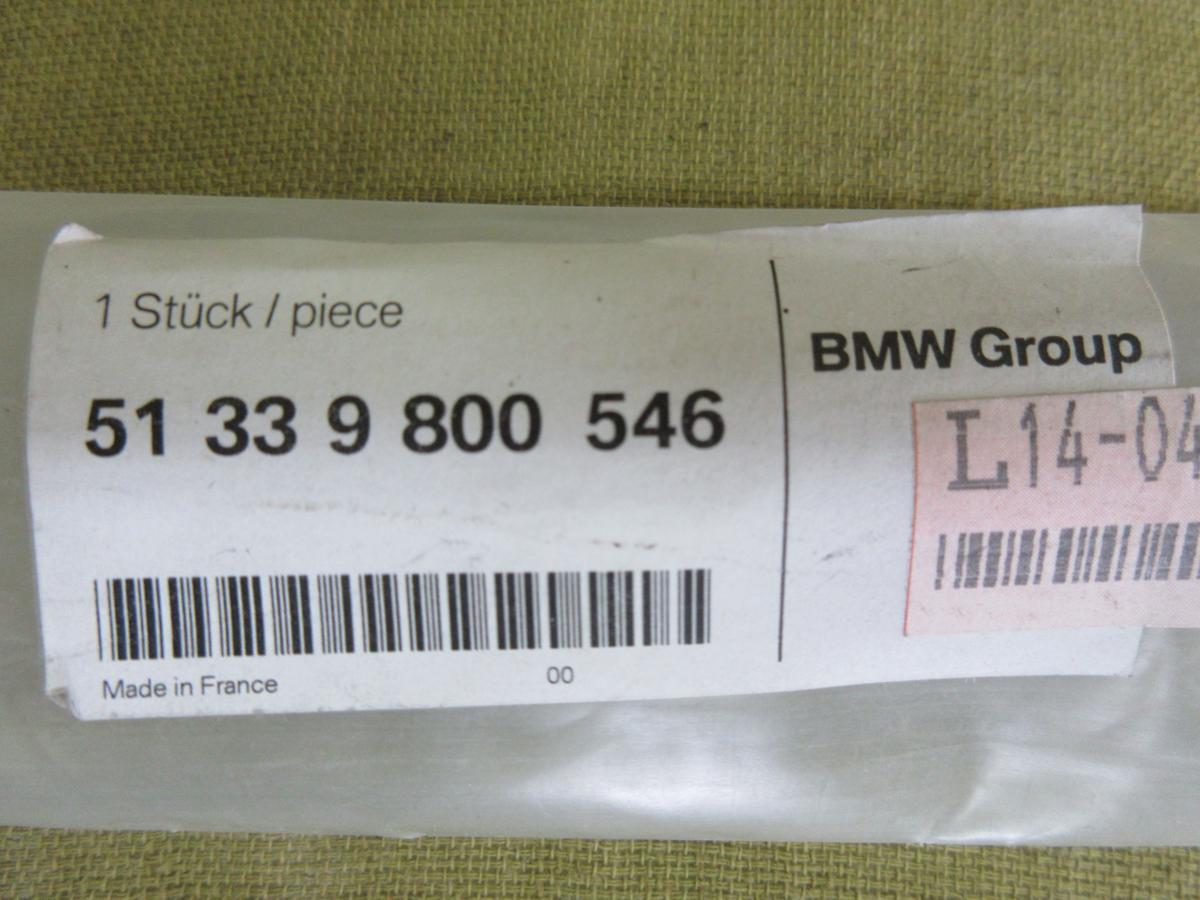 1 Stück / piece
51 33 9 800 546
BMW Group
L14-04
Made in France
00